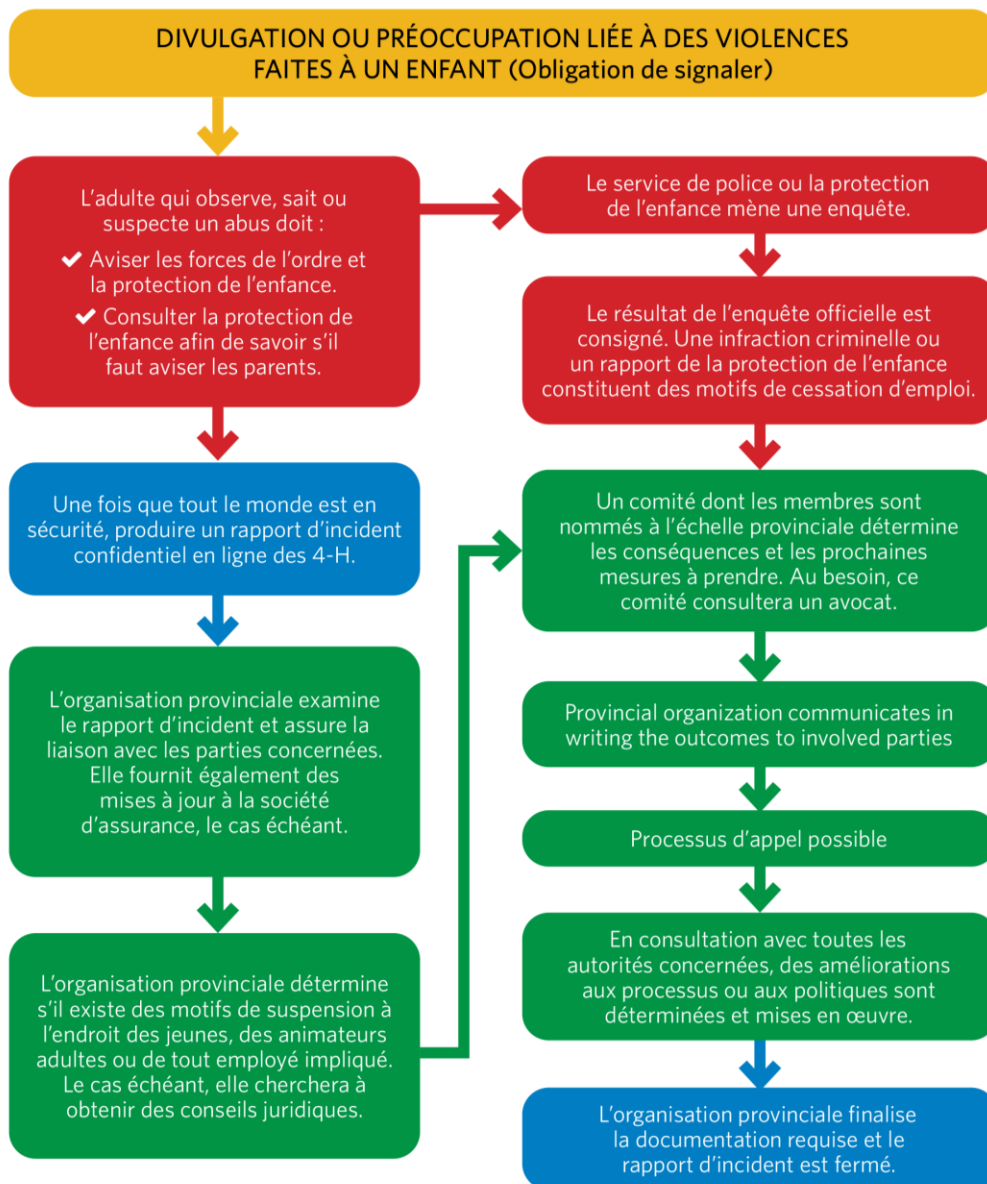 DIVULGATION OU PRÉOCCUPATION LIÉE À DES VIOLENCES
FAITES À UN ENFANT (Obligation de signaler)
L'adulte qui observe, sait ou
suspecte un abus doit :
✔ Aviser les forces de l'ordre et
la protection de l'enfance.
✔ Consulter la protection de
l'enfance afin de savoir s'il
faut aviser les parents.
Une fois que tout le monde est en
sécurité, produire un rapport d'incident
confidentiel en ligne des 4-H.
L'organisation provinciale examine
le rapport d'incident et assure la
liaison avec les parties concernées.
Elle fournit également des
mises à jour à la société
d'assurance, le cas échéant.
L'organisation provinciale détermine
s'il existe des motifs de suspension à
l'endroit des jeunes, des animateurs
adultes ou de tout employé impliqué.
Le cas échéant, elle cherchera à
obtenir des conseils juridiques.
Le service de police ou la protection
de l'enfance mène une enquête.
Le résultat de l'enquête officielle est
consigné. Une infraction criminelle ou
un rapport de la protection de l'enfance
constituent des motifs de cessation d'emploi.
Un comité dont les membres sont
nommés à l'échelle provinciale détermine
les conséquences et les prochaines
mesures à prendre. Au besoin, ce
comité consultera un avocat.
Provincial organization communicates in
writing the outcomes to involved parties
Processus d'appel possible
En consultation avec toutes les
autorités concernées, des améliorations
aux processus ou aux politiques sont
déterminées et mises en œuvre.
L'organisation provinciale finalise
la documentation requise et le
rapport d'incident est fermé.